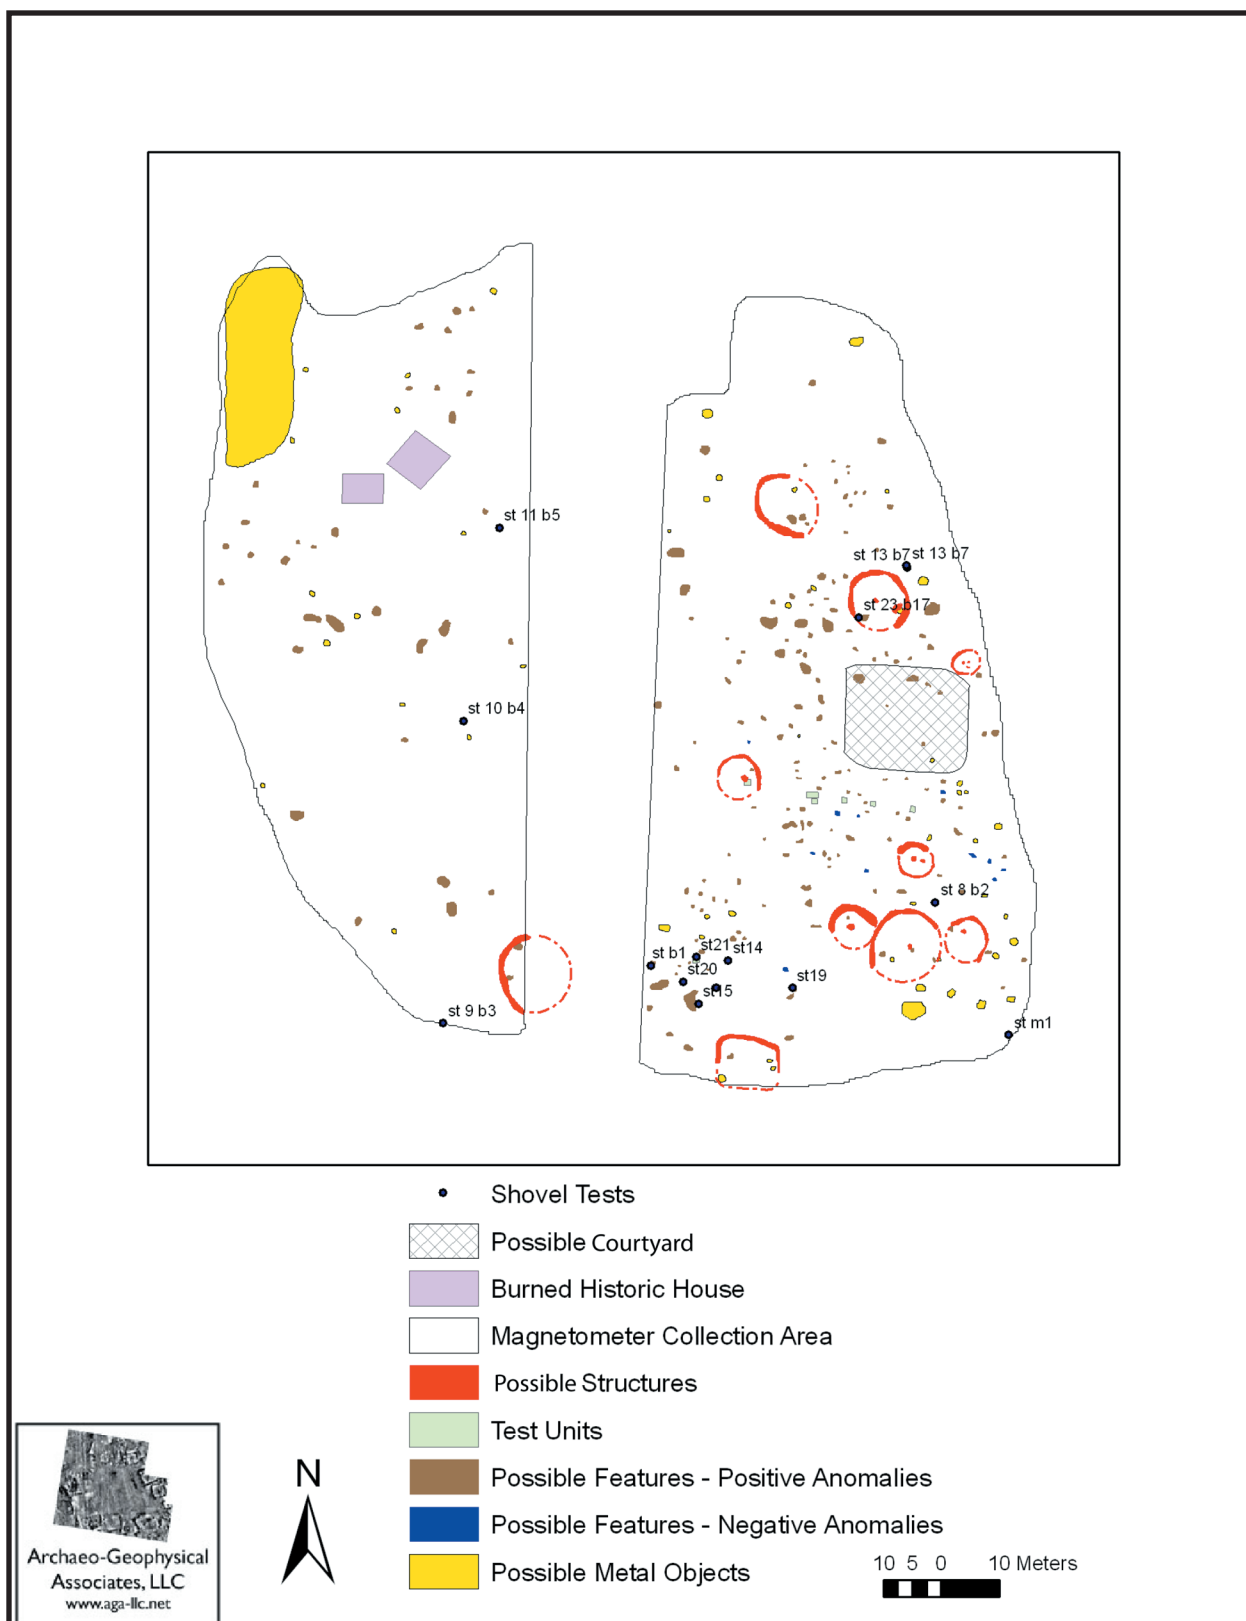 st 11 b5
st 13 b7 st 13 b7
st 23 b17
st 10 b4
st 8 b2
st21
st14
st b1
st20
st19
st15
st 9 b3
st m1
Shovel Tests
Possible Courtyard
Burned Historic House
Magnetometer Collection Area
Possible Structures
Test Units
Possible Features - Positive Anomalies
Possible Features - Negative Anomalies
Possible Metal Objects
N
10 5 0 10 Meters
Archaeo-Geophysical
Associates, LLC
www.aga-llc.net